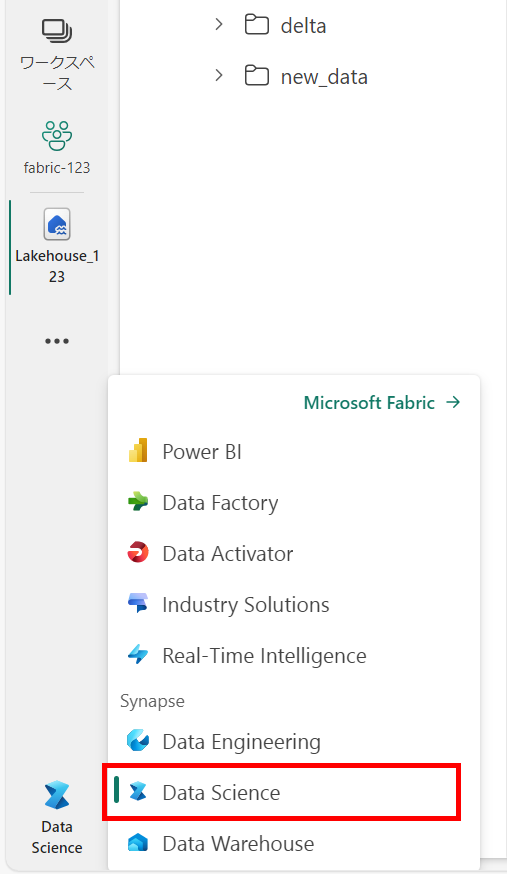 ワークスペ
ース
fabric-123
Lakehouse_1
23
delta
new_data
Microsoft Fabric
Power BI
Data Factory
Data Activator
Industry Solutions
Real-Time Intelligence
Synapse
Data Engineering
Data Science
Data Warehouse
Data
Science